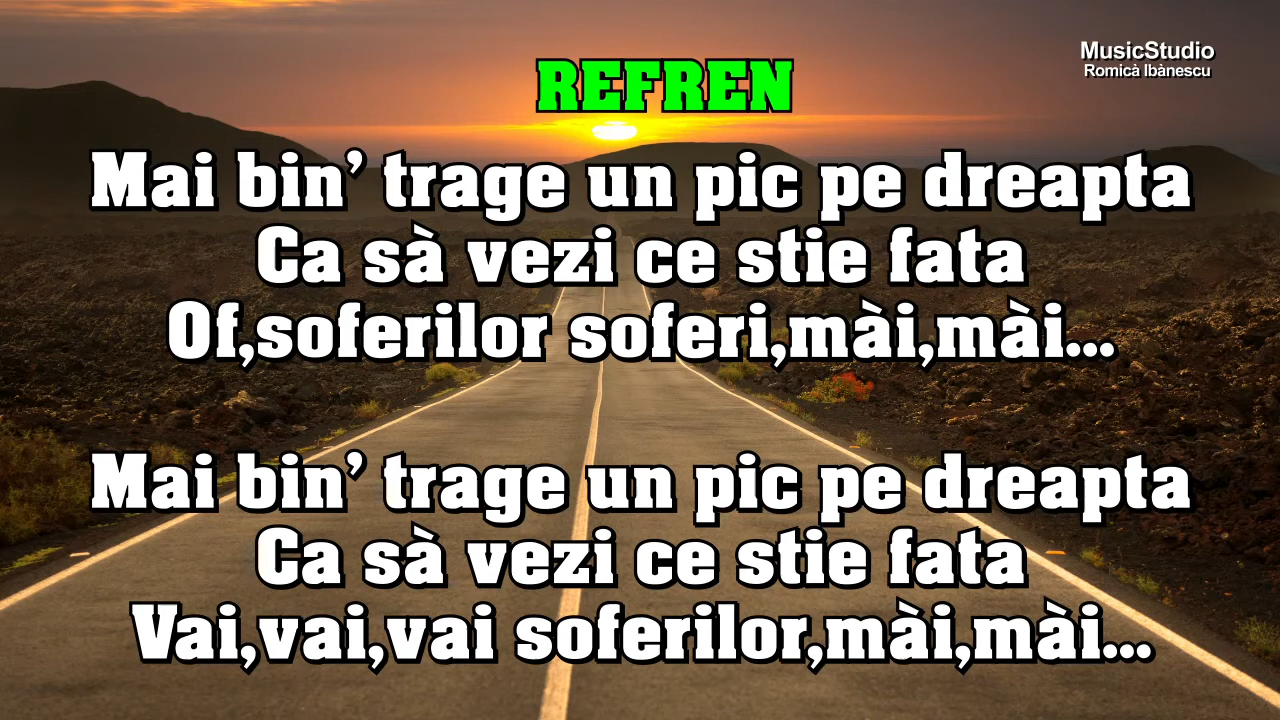 MusicStudio
Romicà Ibànescu
REFREN
Mai bin’ trage un pic pe dreapta
Ca sà vezi ce stie fata
Of,soferilor soferi,mài,mài...
Mai bin’ trage un pic pe dreapta
Ca sà vezi ce stie fata
Vai,vai,vai soferilor,mài,mài...